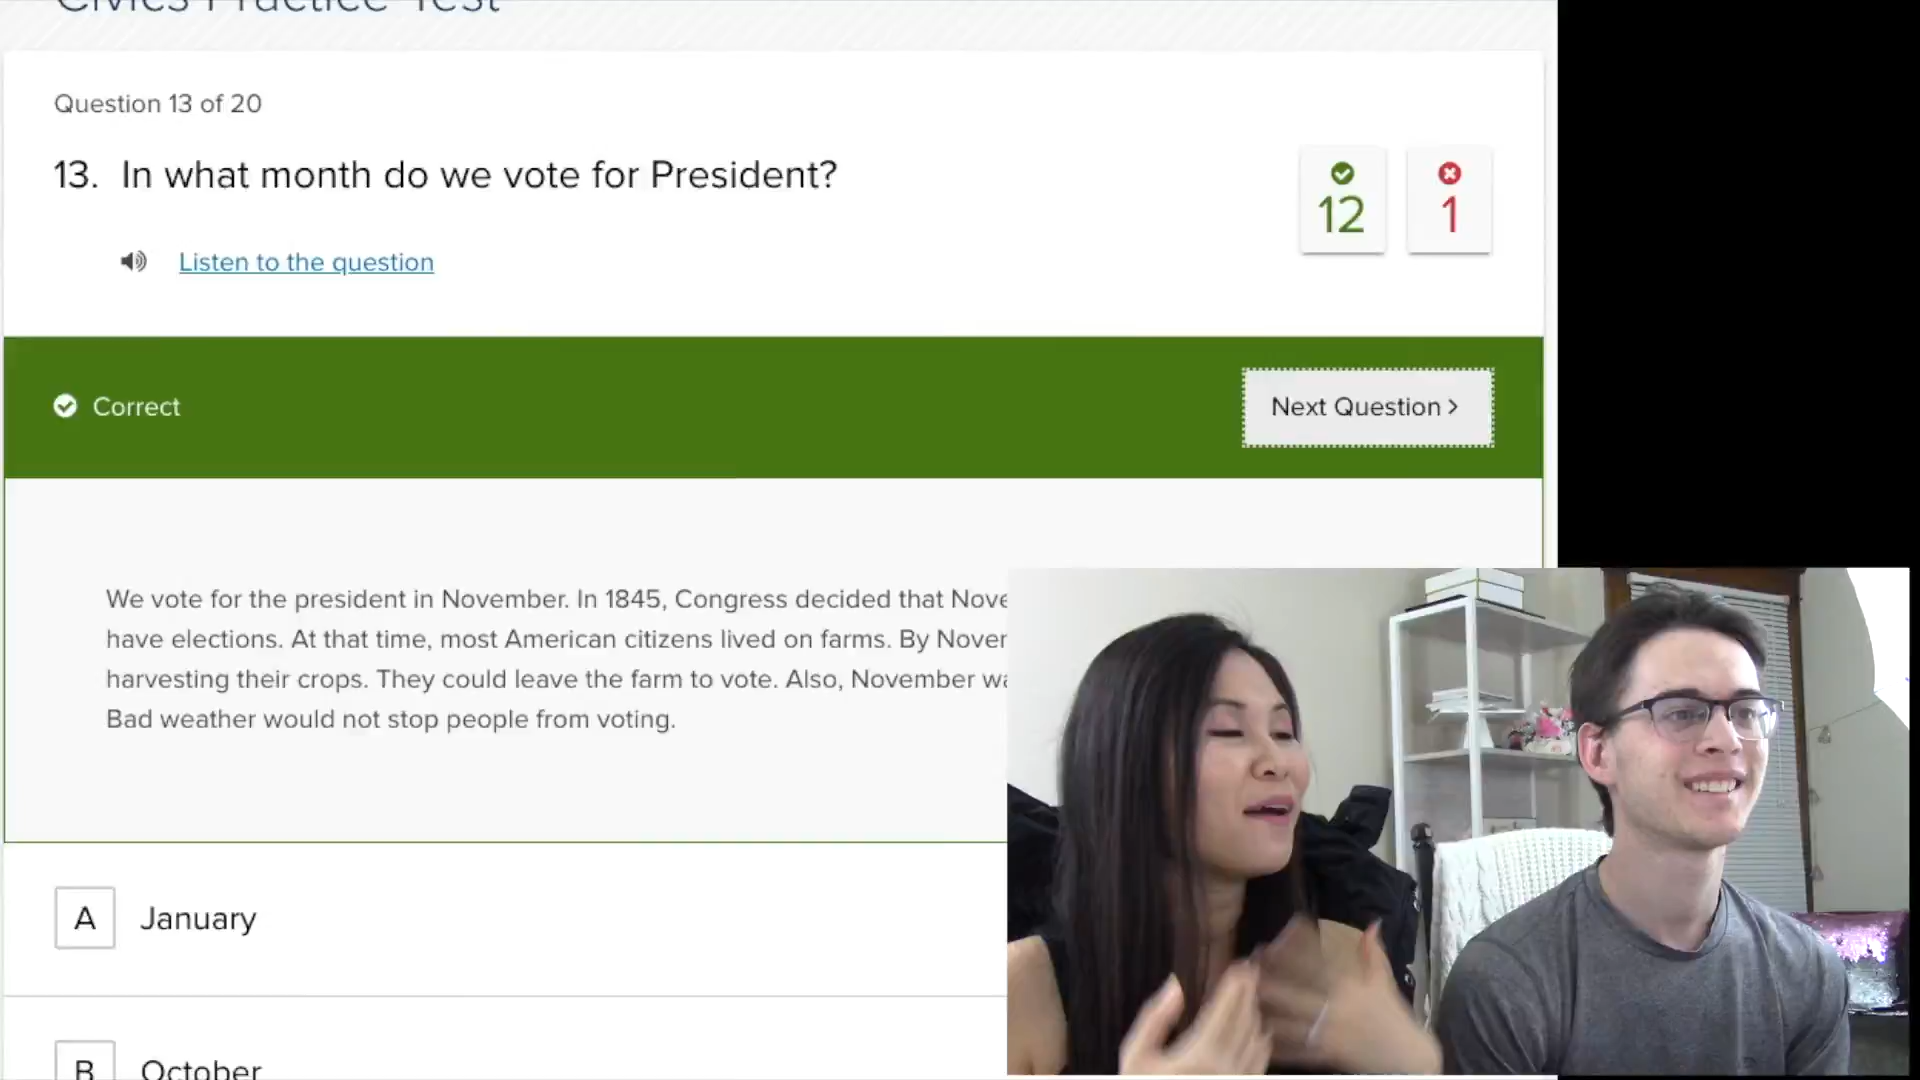 Civics Practice Test
Question 13 of 20
13. In what month do we vote for President?
12
1
Listen to the question
Correct
Next Question >
We vote for the president in November. In 1845, Congress decided that
have elections. At that time, most American citizens lived on farms. By
harvesting their crops. They could leave the farm to vote. Also, November
Bad weather would not stop people from voting.
A January
B October